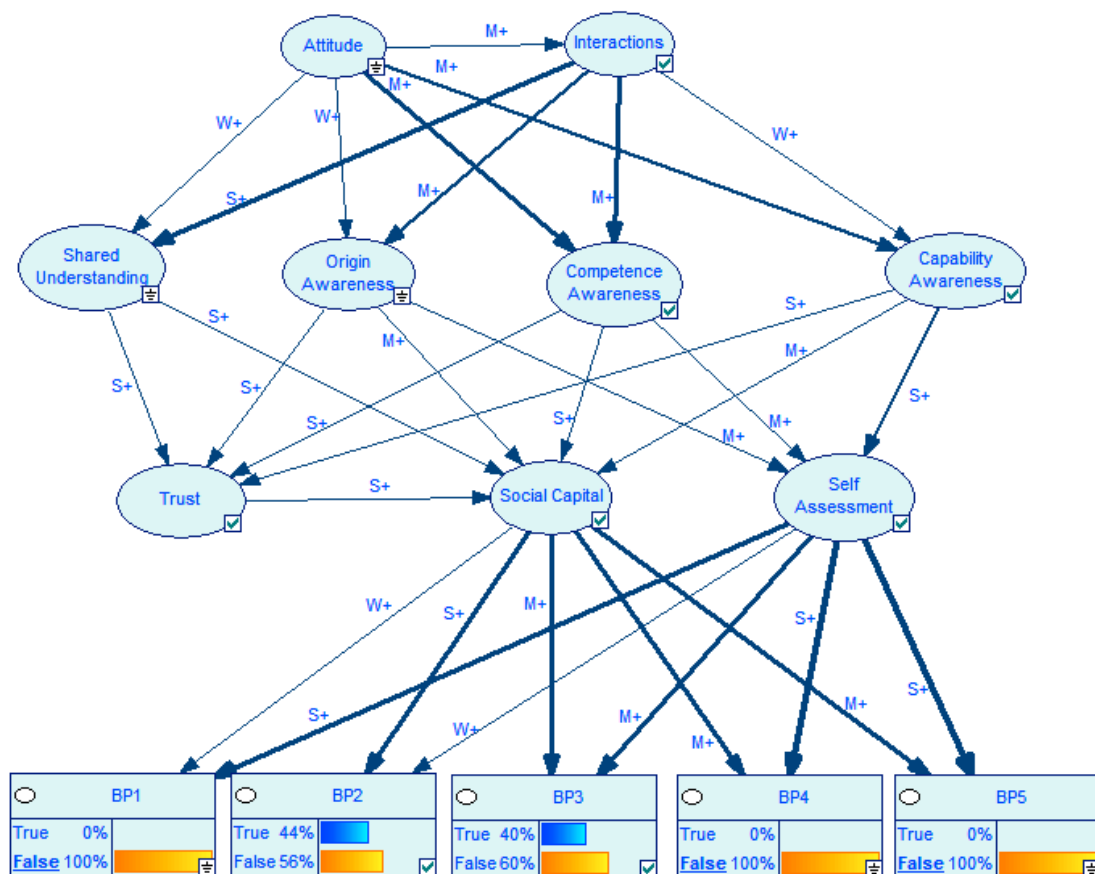 Attitude
M+
Interactions
M+
M+
W+
W+
W+
S+
M+
M+
Shared
Understanding
Origin
Awareness
Competence
Awareness
Capability
Awareness
S+
M+
S+
M+
S+
S+
S+
S+
S+
M+
M+
Trust
S+
Social Capital
Self
Assessment
W+
S+
M+
S+
S+
M+
S+
W+
M+
M+
BP1
True 0%
False 100%
BP2
True 44%
False 56%
BP3
True 40%
False 60%
BP4
True 0%
False 100%
BP5
True 0%
False 100%